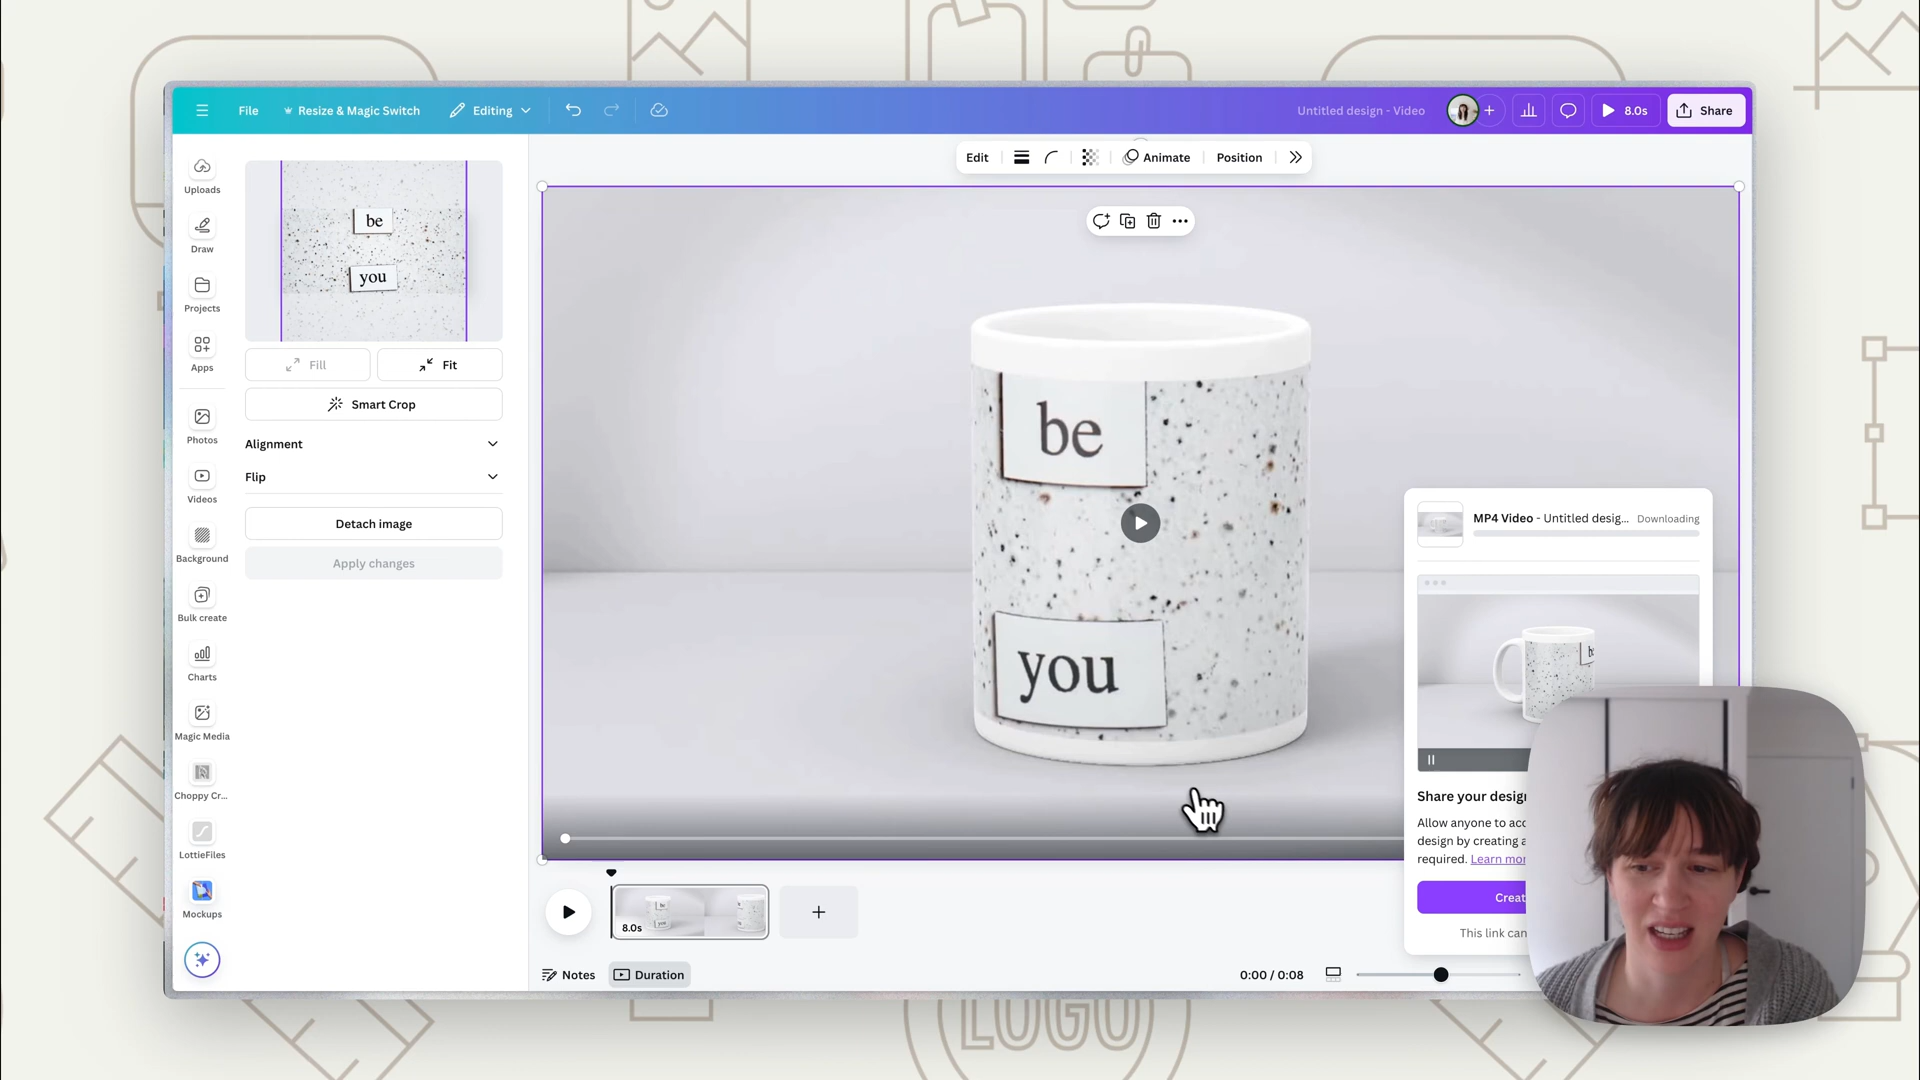 File
Resize & Magic Switch
Editing
Untitled design - Video
8.0s
Share
Uploads
Draw
Projects
Apps
Photos
Videos
Background
Bulk create
Charts
Magic Media
Choppy Cr...
LottieFiles
Mockups
be
you
Fill
Fit
Smart Crop
Alignment
Flip
Detach image
Apply changes
Edit
Animate
Position
be
you
MP4 Video - Untitled desig...
Downloading
Share your design
Allow anyone to acc
design by creating a
required. Learn mor
Creat
This link can
8.0s
Notes
Duration
0:00 / 0:08
LOGO